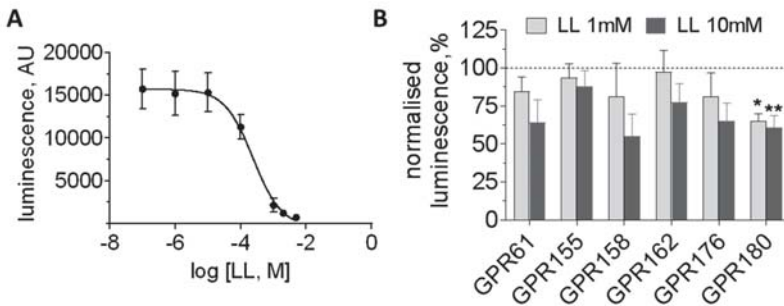 A
luminescence, AU
20000
15000
10000
5000
-8
-6
-4
-2
0
log [LL, M]
B
LL 1mM
LL 10mM
normalised
luminescence, %
125
100
75
50
25
0
*
**
GPR61
GPR155
GPR158
GPR162
GPR176
GPR180